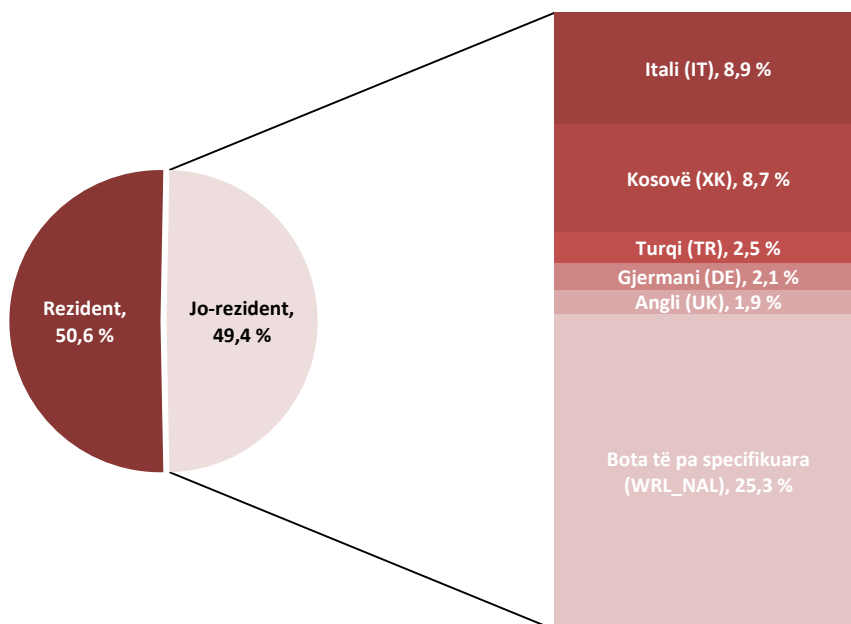 Rezident,
50,6 %
Jo-rezident,
49,4 %
Itali (IT), 8,9 %
Kosovë (XK), 8,7 %
Turqi (TR), 2,5 %
Gjermani (DE), 2,1 %
Angli (UK), 1,9 %
Bota të pa specifikuara
(WRL_NAL), 25,3 %